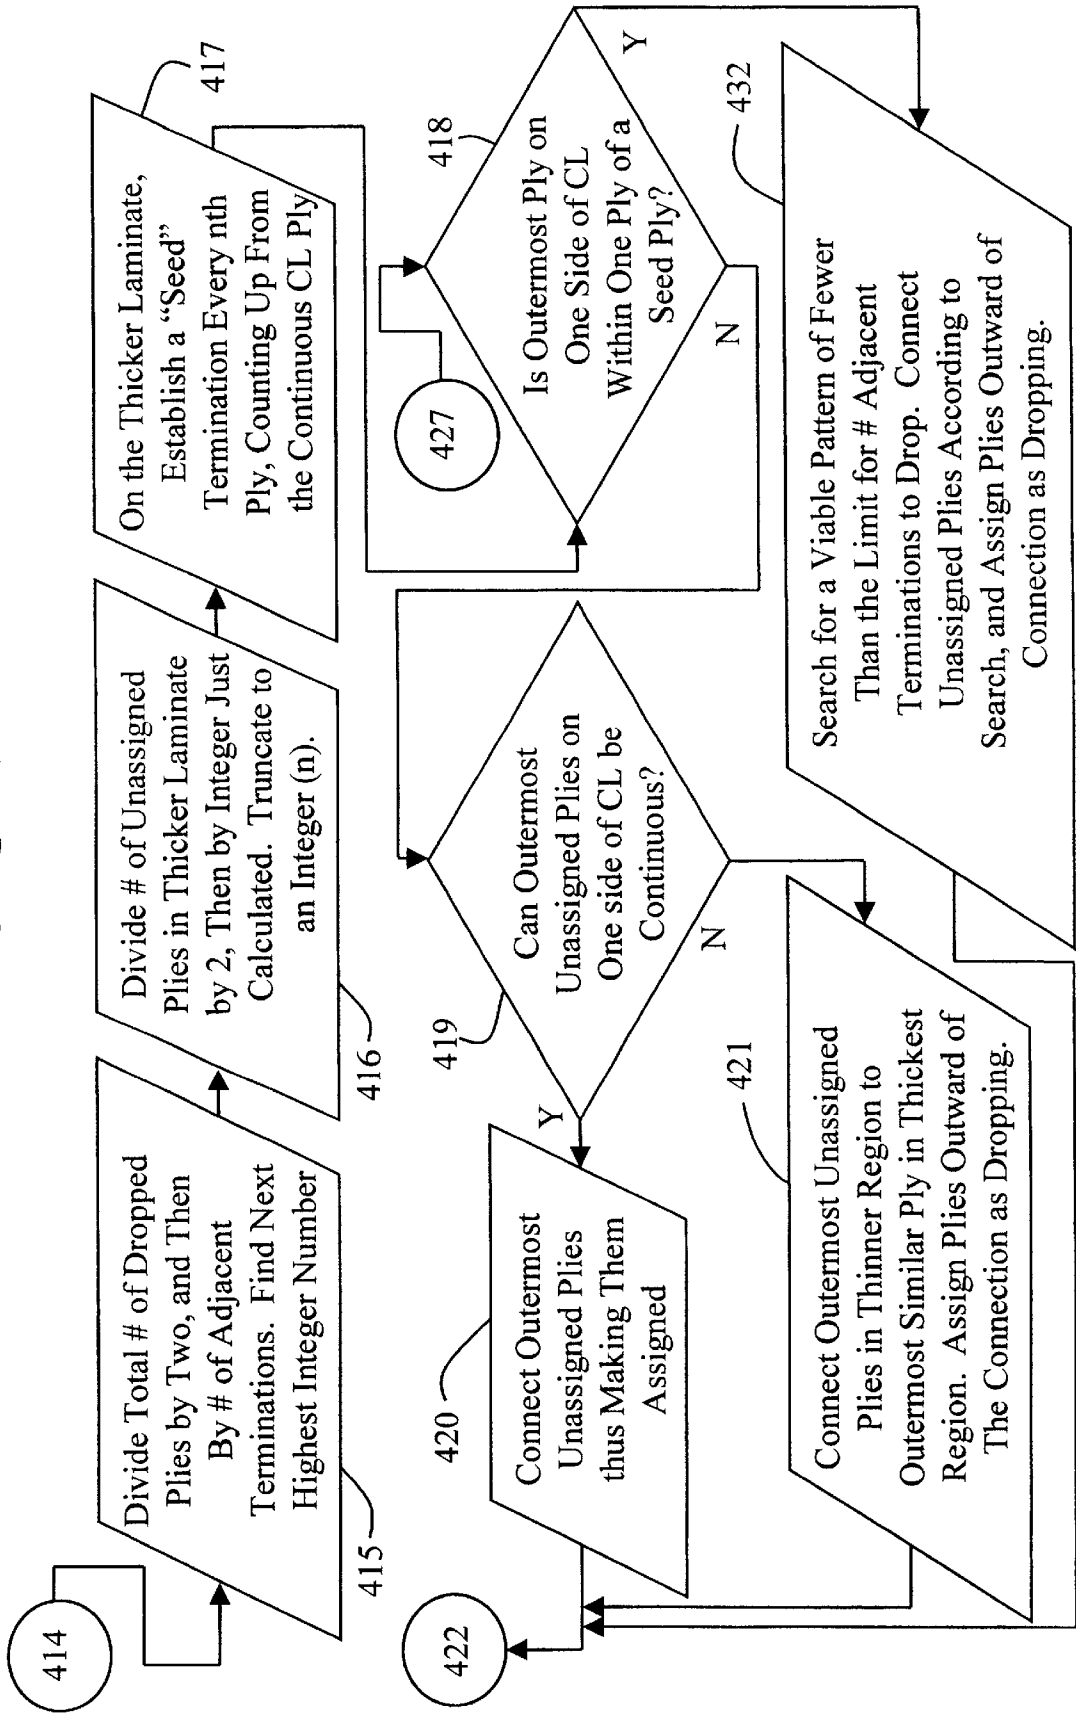 414
Divide Total # of Dropped
Plies by Two, and Then
By # of Adjacent
Terminations. Find Next
Highest Integer Number
415
Divide # of Unassigned
Plies in Thicker Laminate
by 2, Then by Integer Just
Calculated. Truncate to
an Integer (n).
416
On the Thicker Laminate,
Establish a “Seed”
Termination Every nth
Ply, Counting Up From
the Continuous CL Ply
417
427
Is Outermost Ply on
One Side of CL
Within One Ply of a
Seed Ply?
418
Y
N
Can Outermost
Unassigned Plies on
One side of CL be
Continuous?
419
Y
N
Connect Outermost
Unassigned Plies
thus Making Them
Assigned
420
422
Connect Outermost Unassigned
Plies in Thinner Region to
Outermost Similar Ply in Thickest
Region. Assign Plies Outward of
The Connection as Dropping.
421
Search for a Viable Pattern of Fewer
Than the Limit for # Adjacent
Terminations to Drop. Connect
Unassigned Plies According to
Search, and Assign Plies Outward of
Connection as Dropping.
432